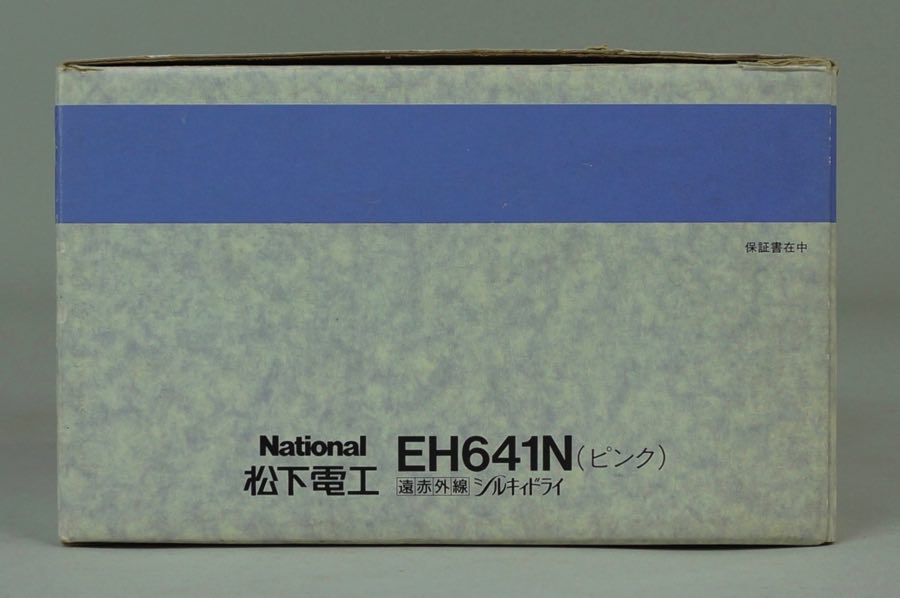 保証書在中
National
松下電工
EH641N(ピンク)
遠赤外線 シルキィドライ